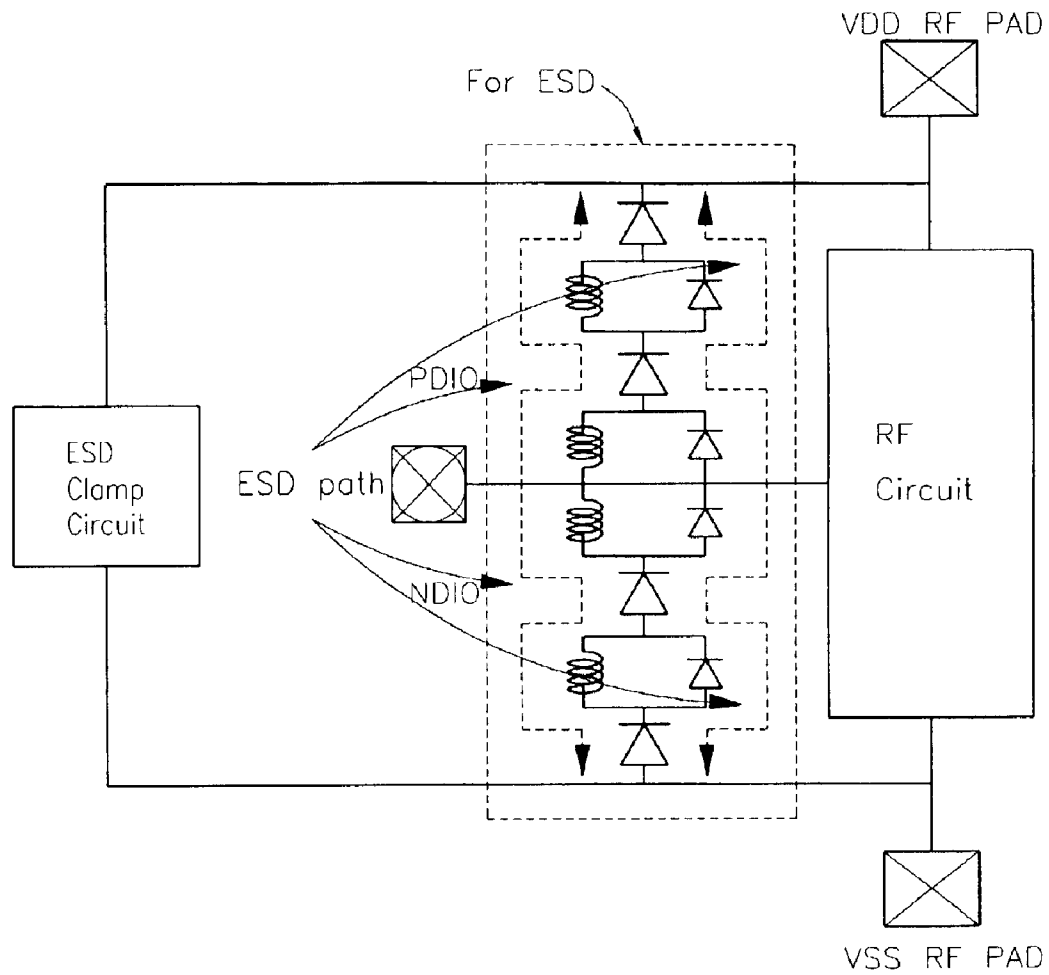 VDD RF PAD
For ESD
PDIO
ESD
Clamp
Circuit
ESD path
RF
Circuit
NDIO
VSS RF PAD